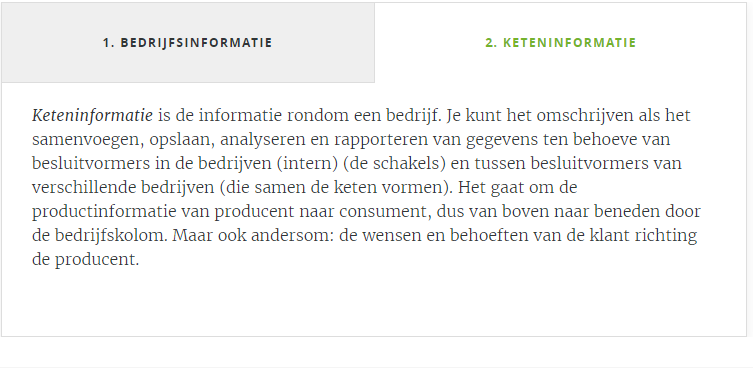 1. BEDRIJFSINFORMATIE
2. KETENINFORMATIE
Keteninformatie is de informatie rondom een bedrijf. Je kunt het omschrijven als het
samenvoegen, opslaan, analyseren en rapporteren van gegevens ten behoeve van
besluitvormers in de bedrijven (intern) (de schakels) en tussen besluitvormers van
verschillende bedrijven (die samen de keten vormen). Het gaat om de
productinformatie van producent naar consument, dus van boven naar beneden door
de bedrijfskolom. Maar ook andersom: de wensen en behoeften van de klant richting
de producent.